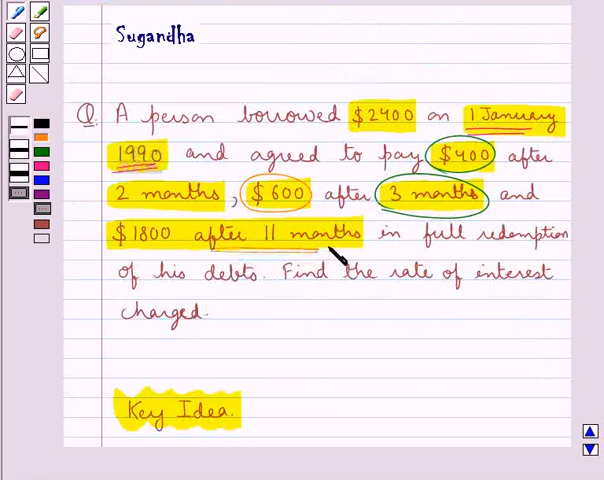 Sugandha
Q. A person borrowed $2400 on 1 January
1990 and agreed to pay $400 after
2 months, $600 after 3 months and
$1800 after 11 months in full redemption
of his debts. Find the rate of interest
charged.
Key Idea.